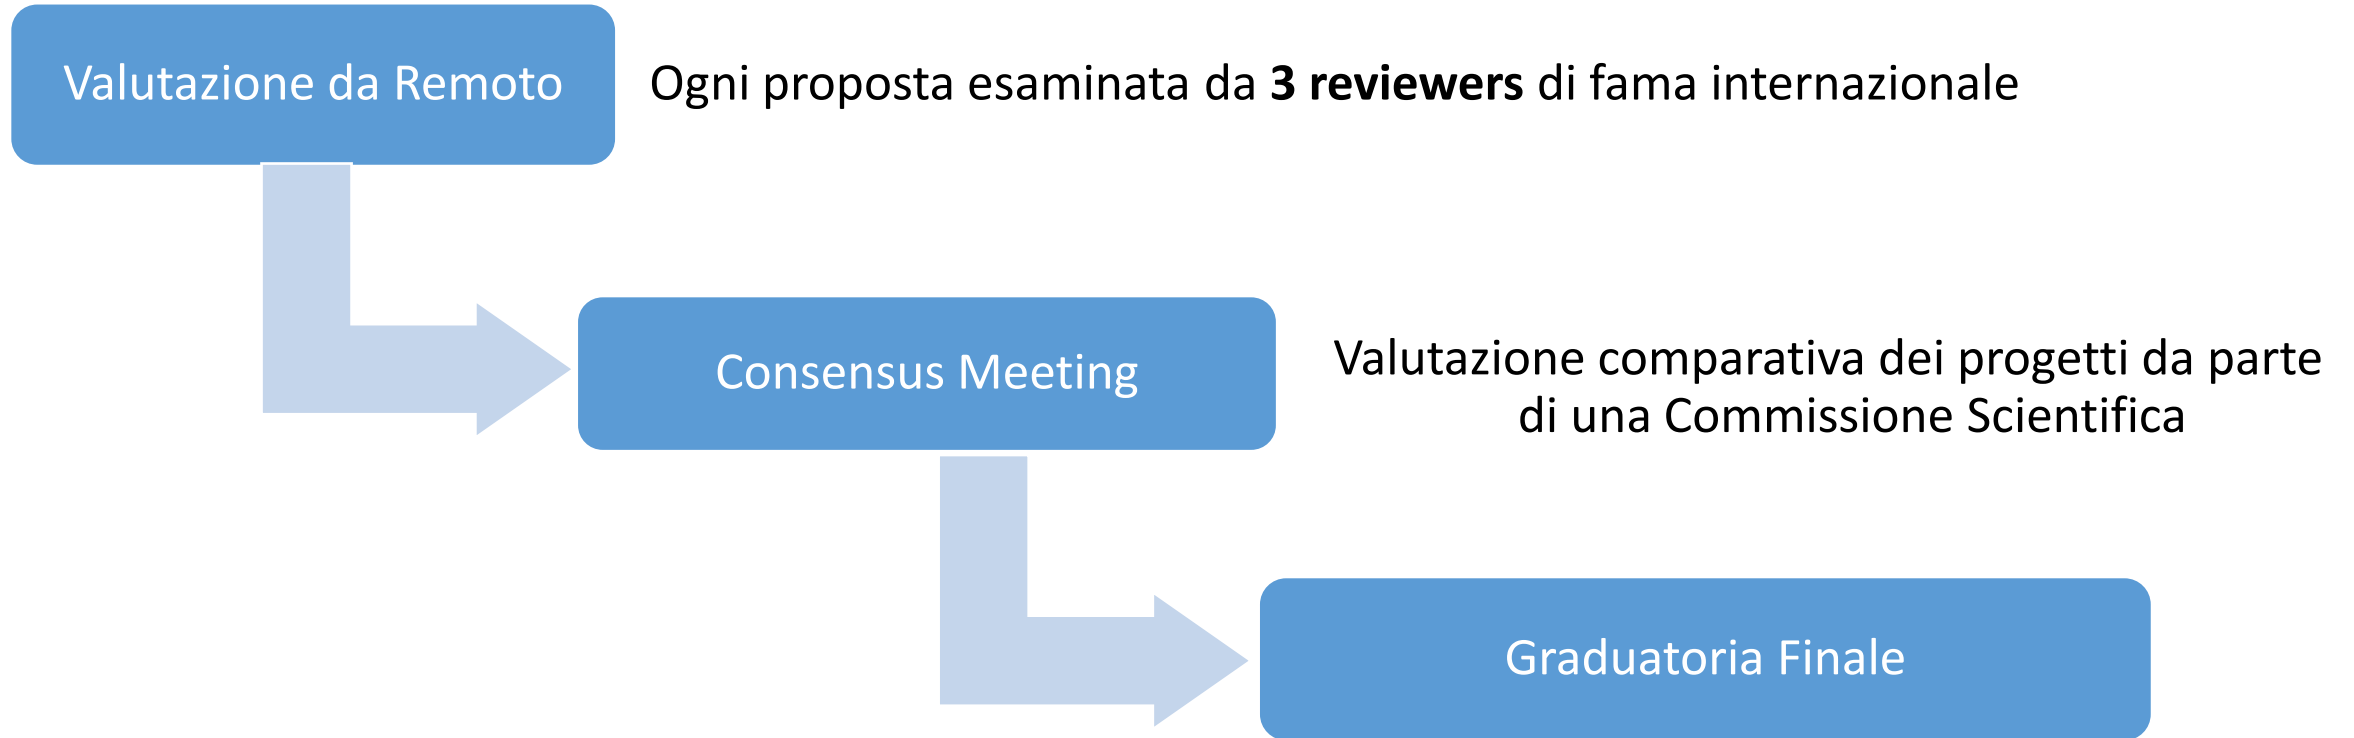 Valutazione da Remoto
Ogni proposta esaminata da 3 reviewers di fama internazionale
Consensus Meeting
Valutazione comparativa dei progetti da parte
di una Commissione Scientifica
Graduatoria Finale